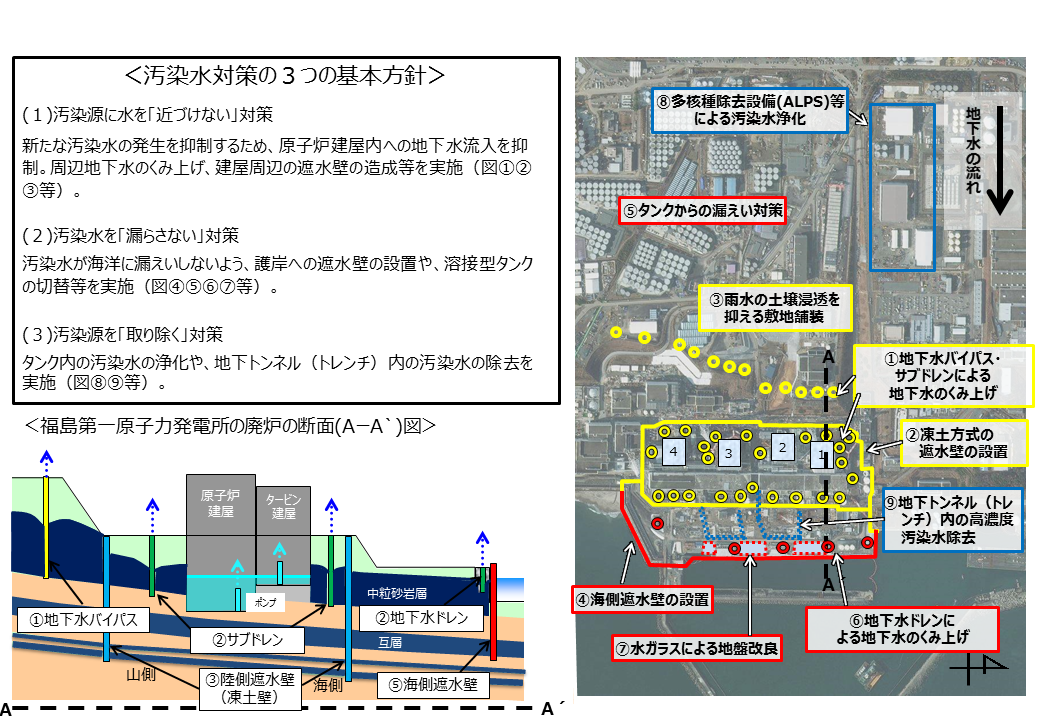 ＜汚染水対策の３つの基本方針＞
(１)汚染源に水を「近づけない」対策
新たな汚染水の発生を抑制するため、原子炉建屋内への地下水流入を抑
制。周辺地下水のくみ上げ、建屋周辺の遮水壁の造成等を実施（図①②
③等）。
(２)汚染水を「漏らさない」対策
汚染水が海洋に漏えいしないよう、護岸への遮水壁の設置や、溶接型タンク
の切替等を実施（図④⑤⑥⑦等）。
(３)汚染源を「取り除く」対策
タンク内の汚染水の浄化や、地下トンネル（トレンチ）内の汚染水の除去を
実施（図⑧⑨等）。
＜福島第一原子力発電所の廃炉の断面(A－A`)図＞
原子炉
建屋
タービン
建屋
ポンプ
中粒砂岩層
互層
①地下水バイパス
②サブドレン
②地下水ドレン
③陸側遮水壁
（凍土壁）
⑤海側遮水壁
山側
海側
A
A´
⑧多核種除去設備(ALPS)等
による汚染水浄化
地下水の流れ
⑤タンクからの漏えい対策
③雨水の土壌浸透を
抑える敷地舗装
A
①地下水バイパス・
サブドレンによる
地下水のくみ上げ
②凍土方式の
遮水壁の設置
4
3
2
1
⑨地下トンネル（トレ
ンチ）内の高濃度
汚染水除去
A
④海側遮水壁の設置
⑥地下水ドレンに
よる地下水のくみ上げ
⑦水ガラスによる地盤改良